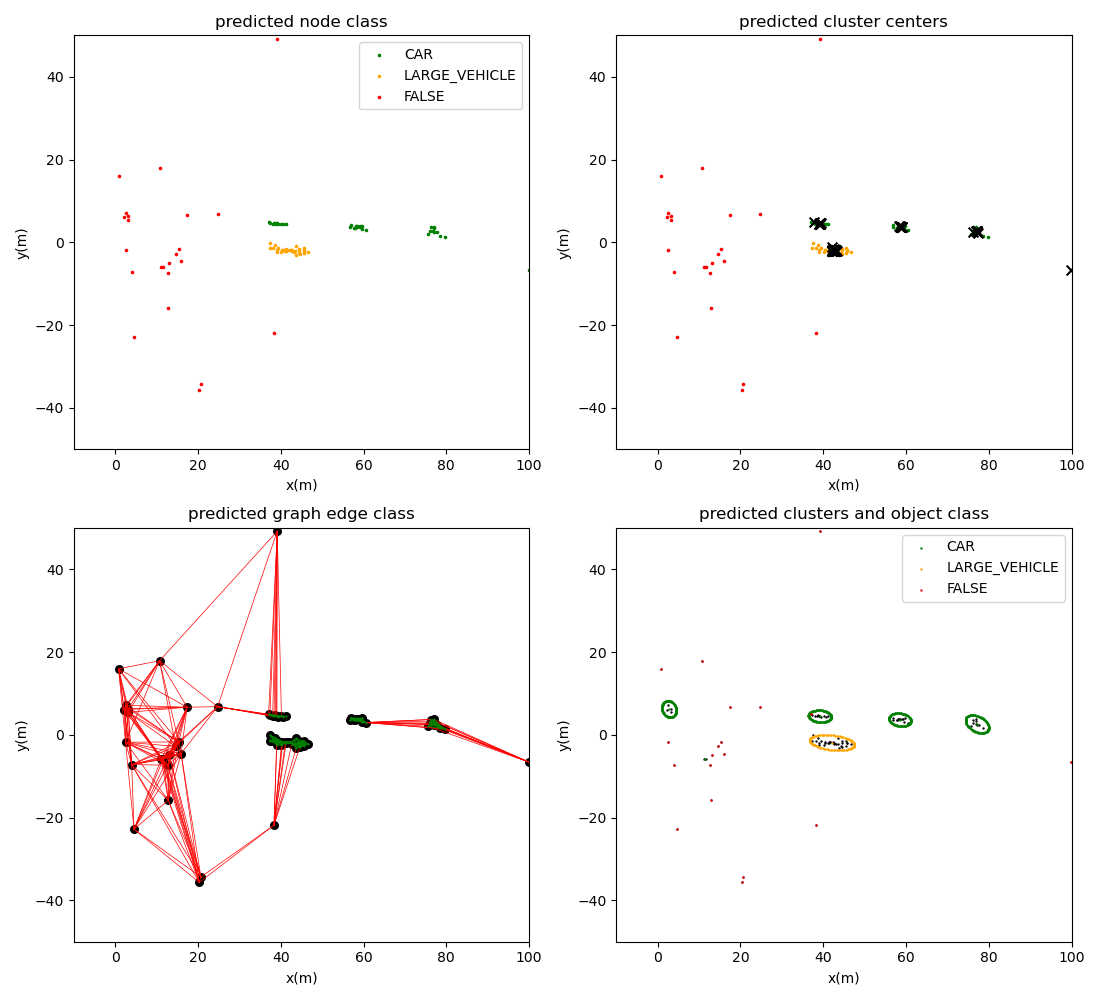 predicted node class
CAR
LARGE_VEHICLE
FALSE
40
20
0
−20
−40
y(m)
0 20 40 60 80 100
x(m)
predicted cluster centers
40
20
0
−20
−40
y(m)
0 20 40 60 80 100
x(m)
predicted graph edge class
40
20
0
−20
−40
y(m)
0 20 40 60 80 100
x(m)
predicted clusters and object class
CAR
LARGE_VEHICLE
FALSE
40
20
0
−20
−40
y(m)
0 20 40 60 80 100
x(m)